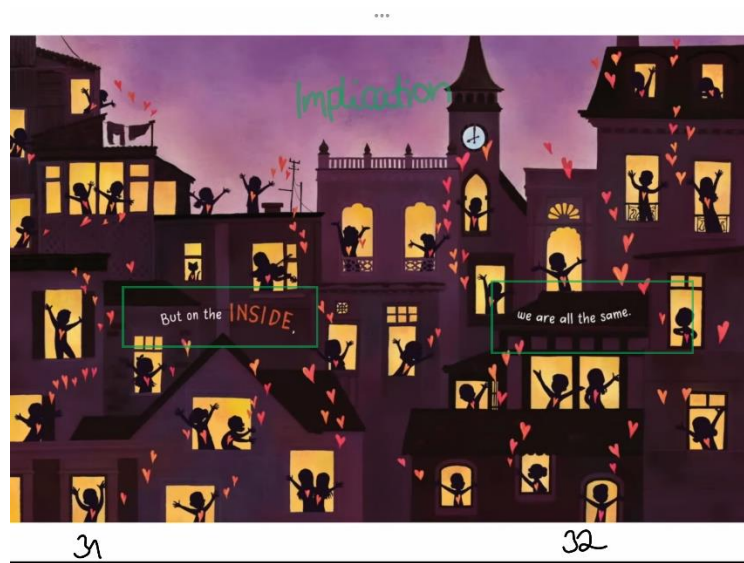 Implication
But on the INSIDE,
we are all the same.
31
32